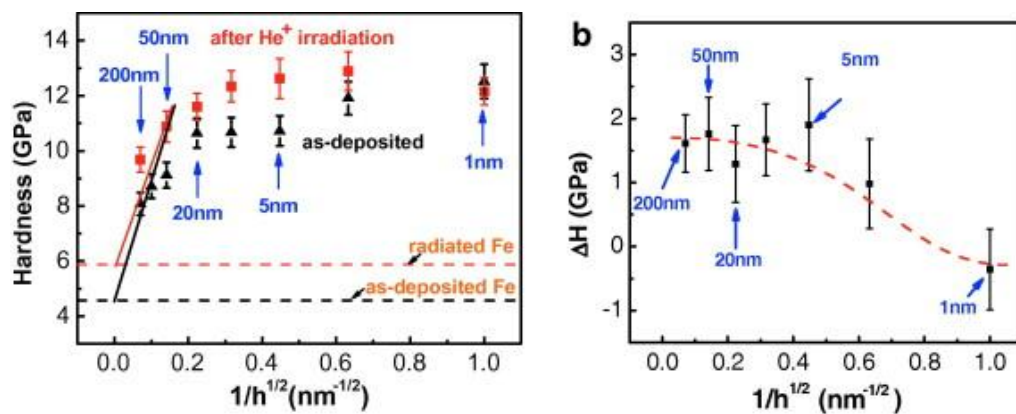 50nm
after He⁺ irradiation
200nm
as-deposited
1nm
20nm
5nm
radiated Fe
as-deposited Fe
14
12
10
8
6
4
Hardness (GPa)
0.0 0.2 0.4 0.6 0.8 1.0
1/h^1/2 (nm^-1/2)
b
50nm
5nm
200nm
20nm
1nm
3
2
1
0
-1
ΔH (GPa)
0.0 0.2 0.4 0.6 0.8 1.0
1/h^1/2 (nm^-1/2)